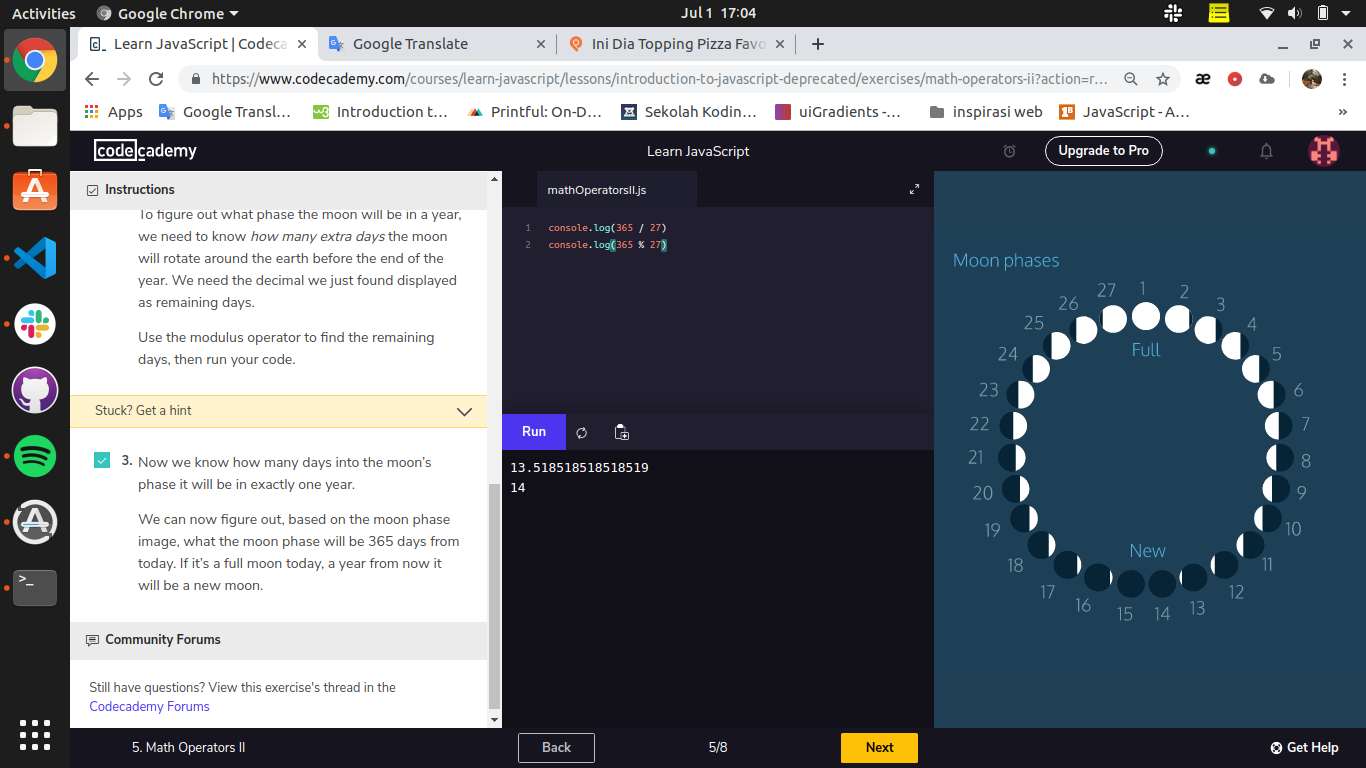 Activities
Google Chrome
Jul 1 17:04
Learn JavaScript | Codeca
Google Translate
Ini Dia Topping Pizza Favo
https://www.codecademy.com/courses/learn-javascript/lessons/introduction-to-javascript-deprecated/exercises/math-operators-ii?action=r...
Apps
Google Transl...
Introduction t...
Printful: On-D...
Sekolah Kodin...
uiGradients -...
inspirasi web
JavaScript - A...
»
codecademy
Learn JavaScript
Upgrade to Pro
Instructions
To figure out what phase the moon will be in a year,
we need to know how many extra days the moon
will rotate around the earth before the end of the
year. We need the decimal we just found displayed
as remaining days.
Use the modulus operator to find the remaining
days, then run your code.
Stuck? Get a hint
3. Now we know how many days into the moon's
phase it will be in exactly one year.
We can now figure out, based on the moon phase
image, what the moon phase will be 365 days from
today. If it's a full moon today, a year from now it
will be a new moon.
Community Forums
Still have questions? View this exercise's thread in the
Codecademy Forums
5. Math Operators II
mathOperatorsII.js
1 console.log(365 / 27)
2 console.log(365 % 27)
Run
13.518518518518519
14
Back
5/8
Next
Moon phases
1
2
3
4
5
6
7
8
9
10
11
12
13
14
15
16
17
18
19
20
21
22
23
24
25
26
27
Full
New
Get Help